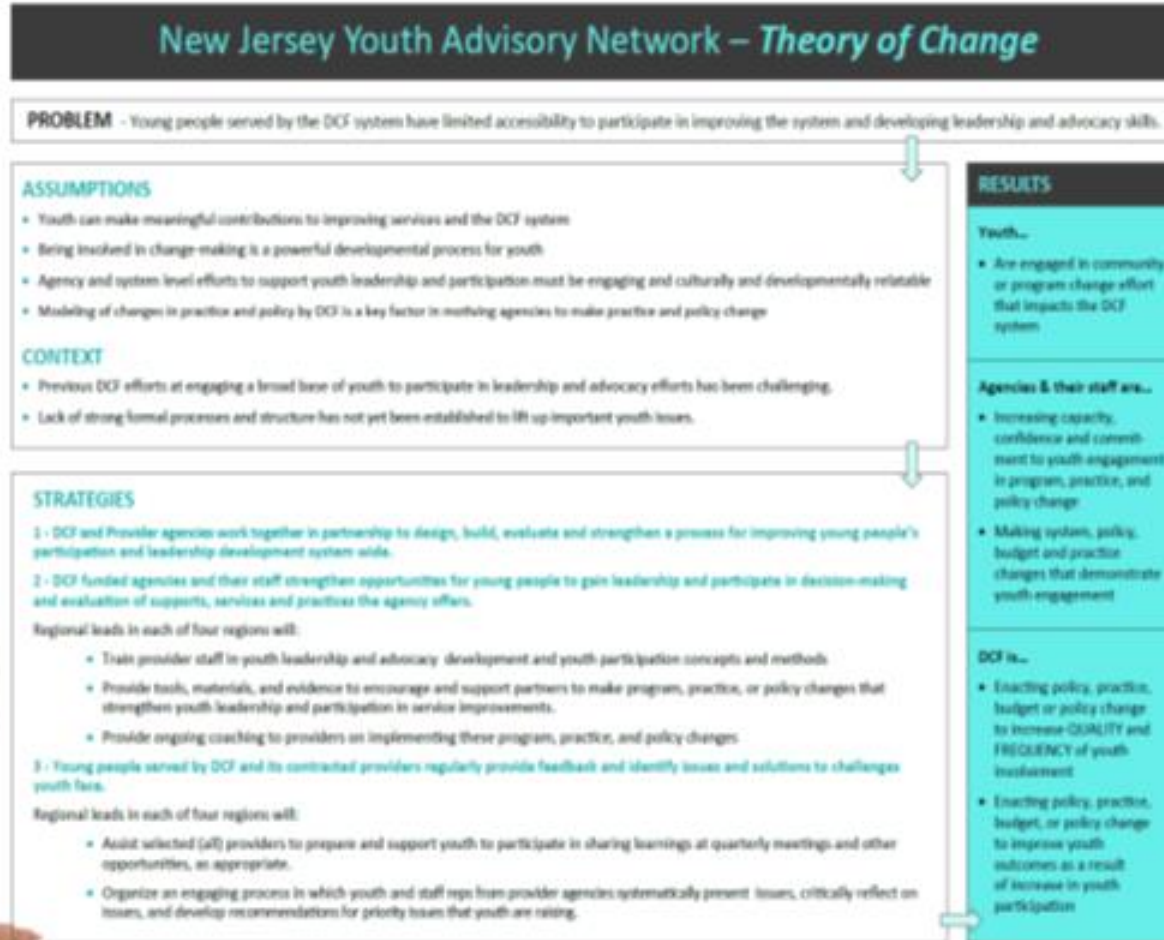 New Jersey Youth Advisory Network – Theory of Change
PROBLEM - Young people served by the DCF system have limited accessibility to participate in improving the system and developing leadership and advocacy skills.
ASSUMPTIONS
• Youth can make meaningful contributions to improving services and the DCF system
• Being involved in change-making is a powerful developmental process for youth
• Agency and system level efforts to support youth leadership and participation must be engaging and culturally and developmentally relatable
• Modeling of changes in practice and policy by DCF is a key factor in motiving agencies to make practice and policy change
CONTEXT
• Previous DCF efforts at engaging a broad base of youth to participate in leadership and advocacy efforts has been challenging.
• Lack of strong formal processes and structure has not yet been established to lift up important youth issues.
STRATEGIES
1 - DCF and Provider agencies work together in partnership to design, build, evaluate and strengthen a process for improving young people's
participation and leadership development system wide.
2 - DCF funded agencies and their staff strengthen opportunities for young people to gain leadership and participate in decision-making
and evaluation of supports, services and practices the agency offers.
Regional leads in each of four regions will:
• Train provider staff in youth leadership and advocacy development and youth participation concepts and methods
• Provide tools, materials, and evidence to encourage and support partners to make program, practice, or policy changes that
strengthen youth leadership and participation in service improvements.
• Provide ongoing coaching to providers on implementing these program, practice, and policy changes
3 - Young people served by DCF and its contracted providers regularly provide feedback and identify issues and solutions to challenges
youth face.
Regional leads in each of four regions will:
• Assist selected (all) providers to prepare and support youth to participate in sharing learnings at quarterly meetings and other
opportunities, as appropriate.
• Organize an engaging process in which youth and staff reps from provider agencies systematically present issues, critically reflect on
issues, and develop recommendations for priority issues that youth are raising.
RESULTS
Youth...
• Are engaged in community
or program change effort
that impacts the DCF
system
Agencies & their staff are...
• Increasing capacity,
confidence and commit-
ment to youth engagement
in program, practice, and
policy change
• Making system, policy,
budget and practice
changes that demonstrate
youth engagement
DCF is...
• Enacting policy, practice,
budget or policy change
to increase QUALITY and
FREQUENCY of youth
involvement
• Enacting policy, practice,
budget, or policy change
to improve youth
outcomes as a result
of increase in youth
participation